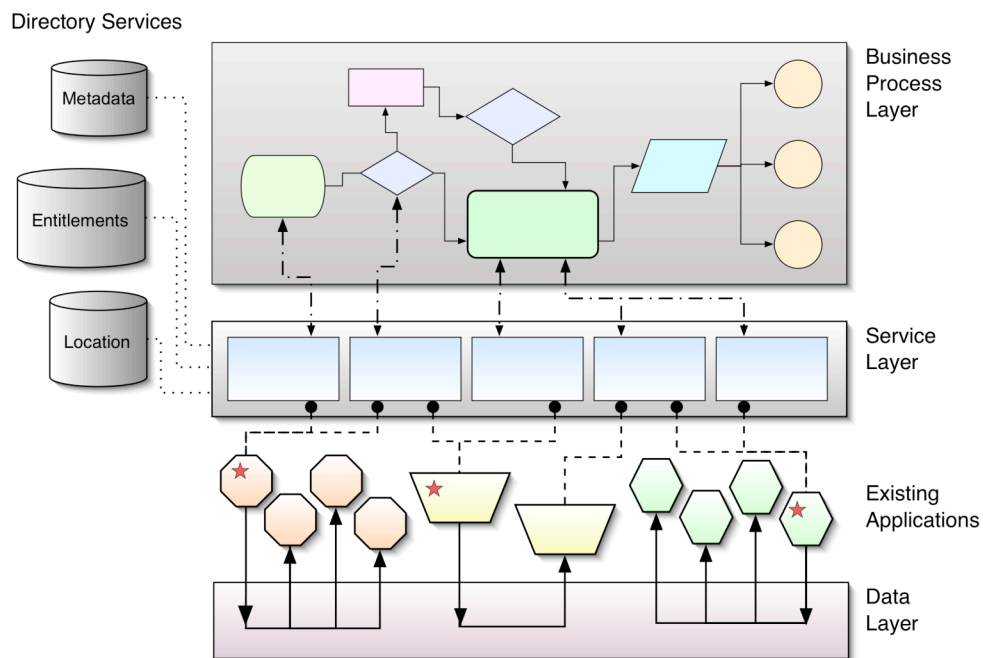 Directory Services
Metadata
Entitlements
Location
Business
Process
Layer
Service
Layer
Existing
Applications
Data
Layer